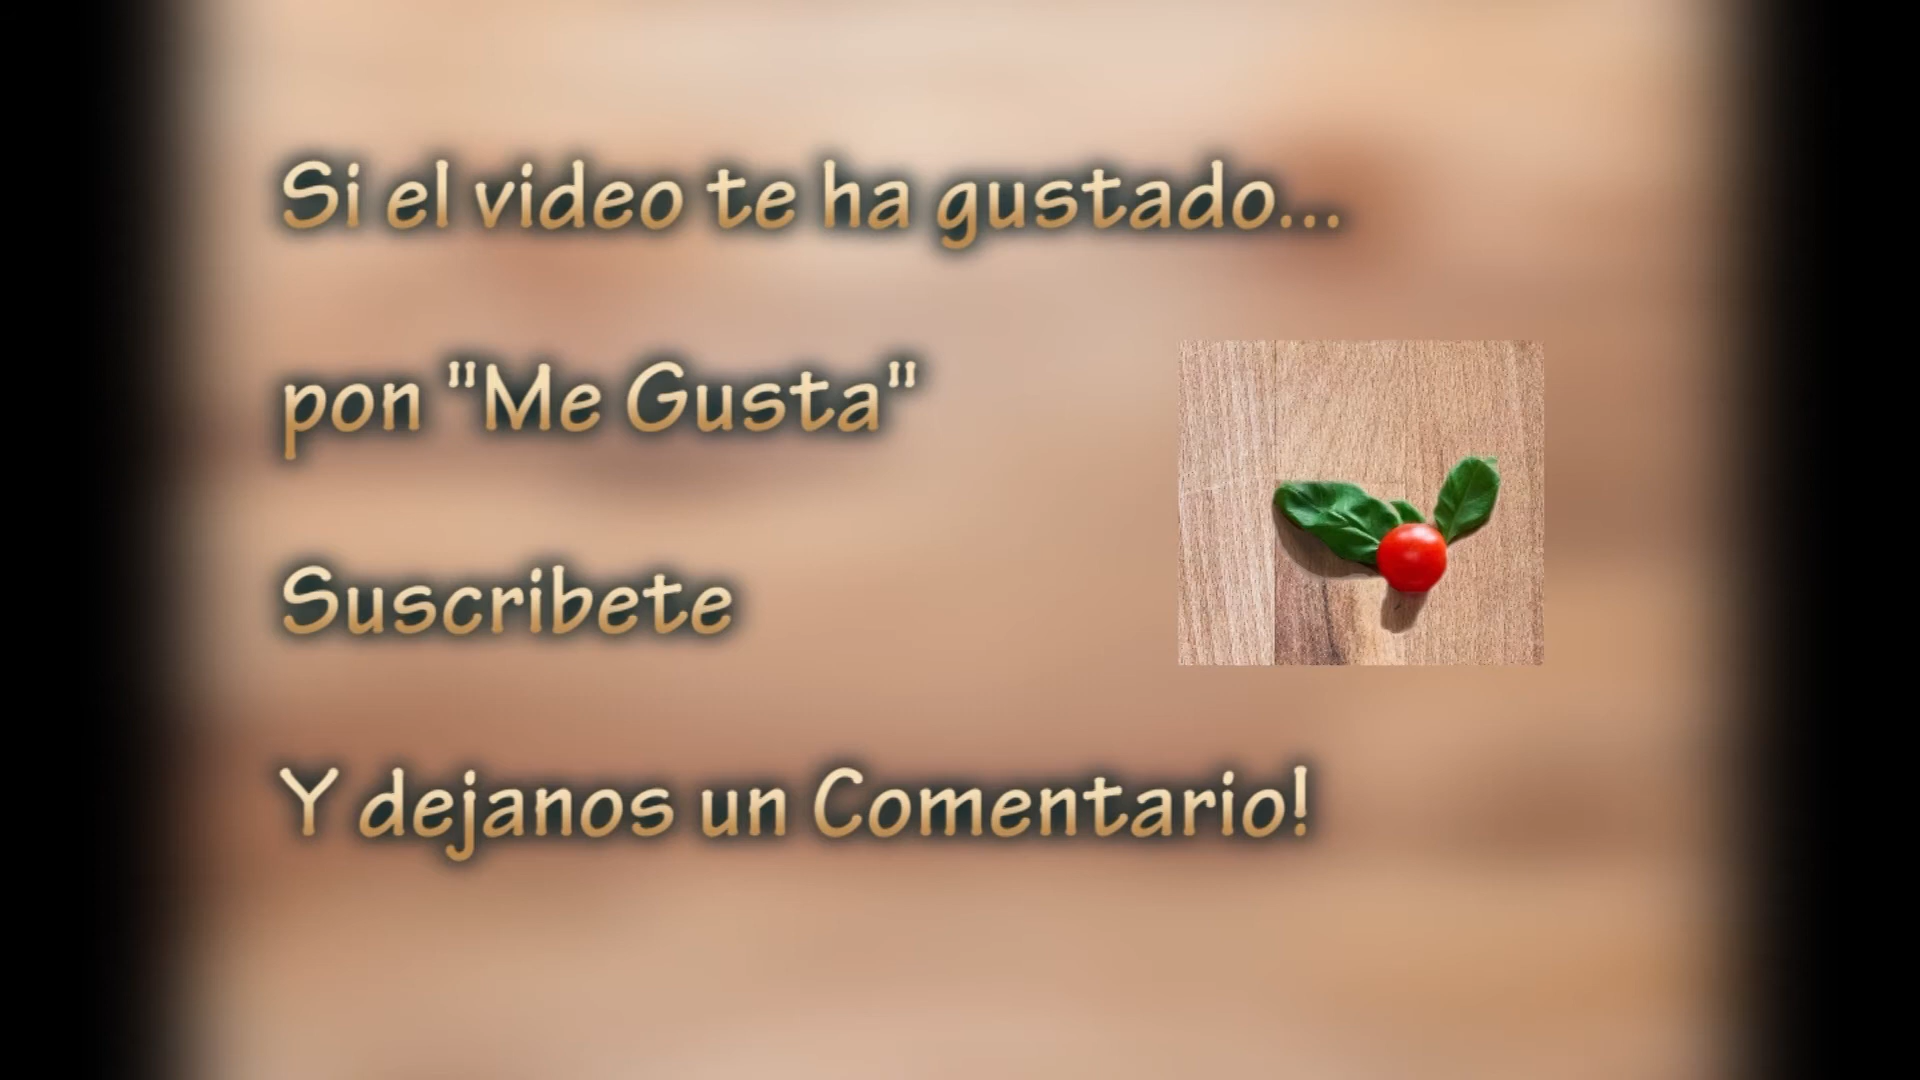 Si el video te ha gustado...
pon "Me Gusta"
Suscribete
Y dejanos un Comentario!